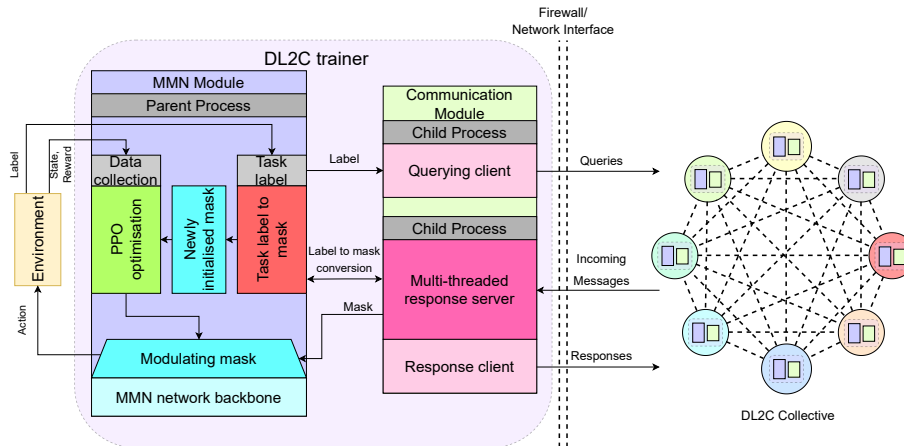 Firewall/
Network Interface
DL2C trainer
MMN Module
Parent Process
Communication
Module
Child Process
Label
State,
Reward
Data
collection
Task
label
Label
Querying client
Queries
Environment
PPO
optimisation
Newly
initialised mask
Task label to
mask
Child Process
Label to mask
conversion
Multi-threaded
response server
Incoming
Messages
Action
Mask
Modulating mask
Response client
Responses
MMN network backbone
DL2C Collective